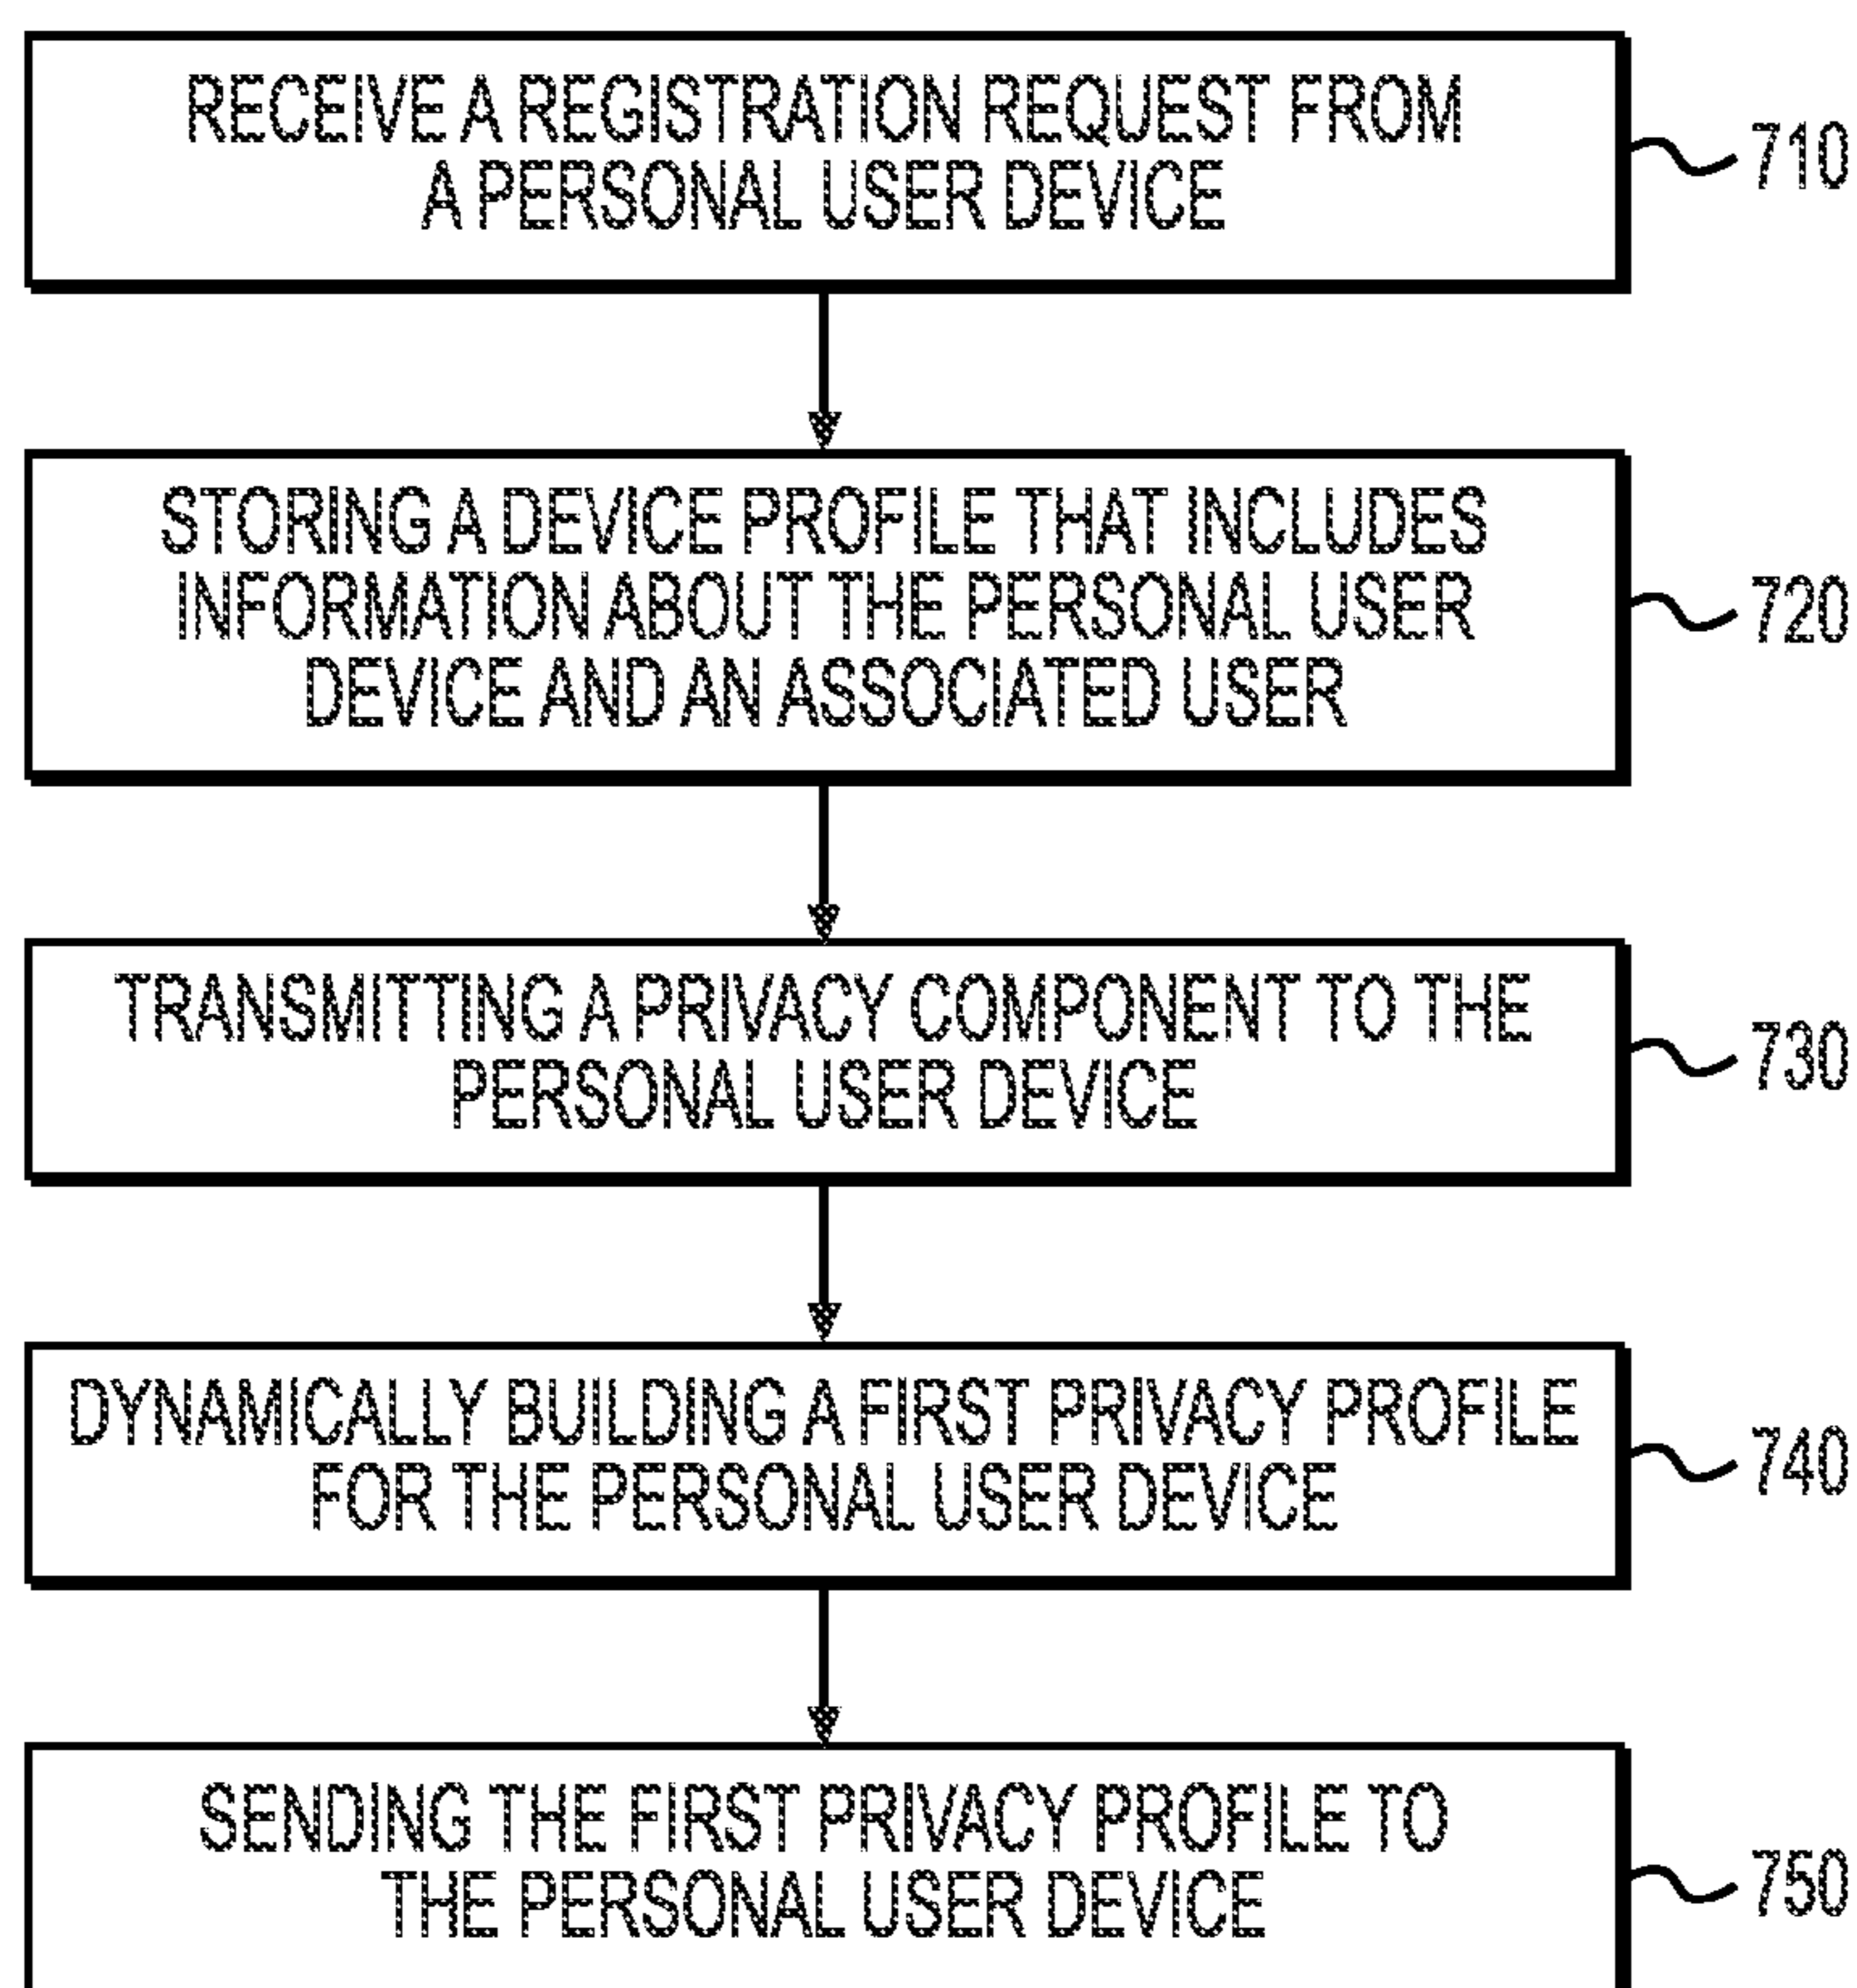 RECEIVE A REGISTRATION REQUEST FROM
A PERSONAL USER DEVICE
710
STORING A DEVICE PROFILE THAT INCLUDES
INFORMATION ABOUT THE PERSONAL USER
DEVICE AND AN ASSOCIATED USER
720
TRANSMITTING A PRIVACY COMPONENT TO THE
PERSONAL USER DEVICE
730
DYNAMICALLY BUILDING A FIRST PRIVACY PROFILE
FOR THE PERSONAL USER DEVICE
740
SENDING THE FIRST PRIVACY PROFILE TO
THE PERSONAL USER DEVICE
750